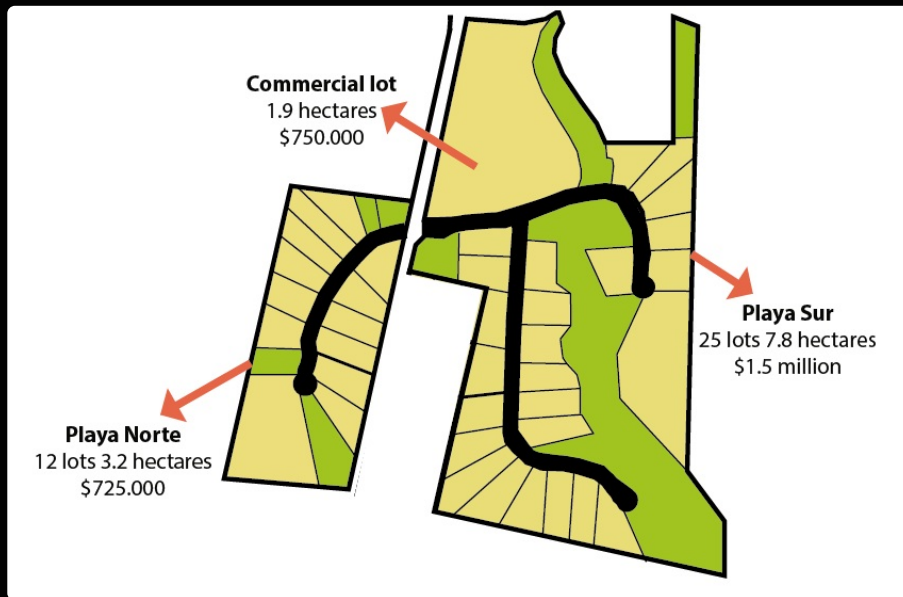 Commercial lot
1.9 hectares
$750.000
Playa Sur
25 lots 7.8 hectares
$1.5 million
Playa Norte
12 lots 3.2 hectares
$725.000